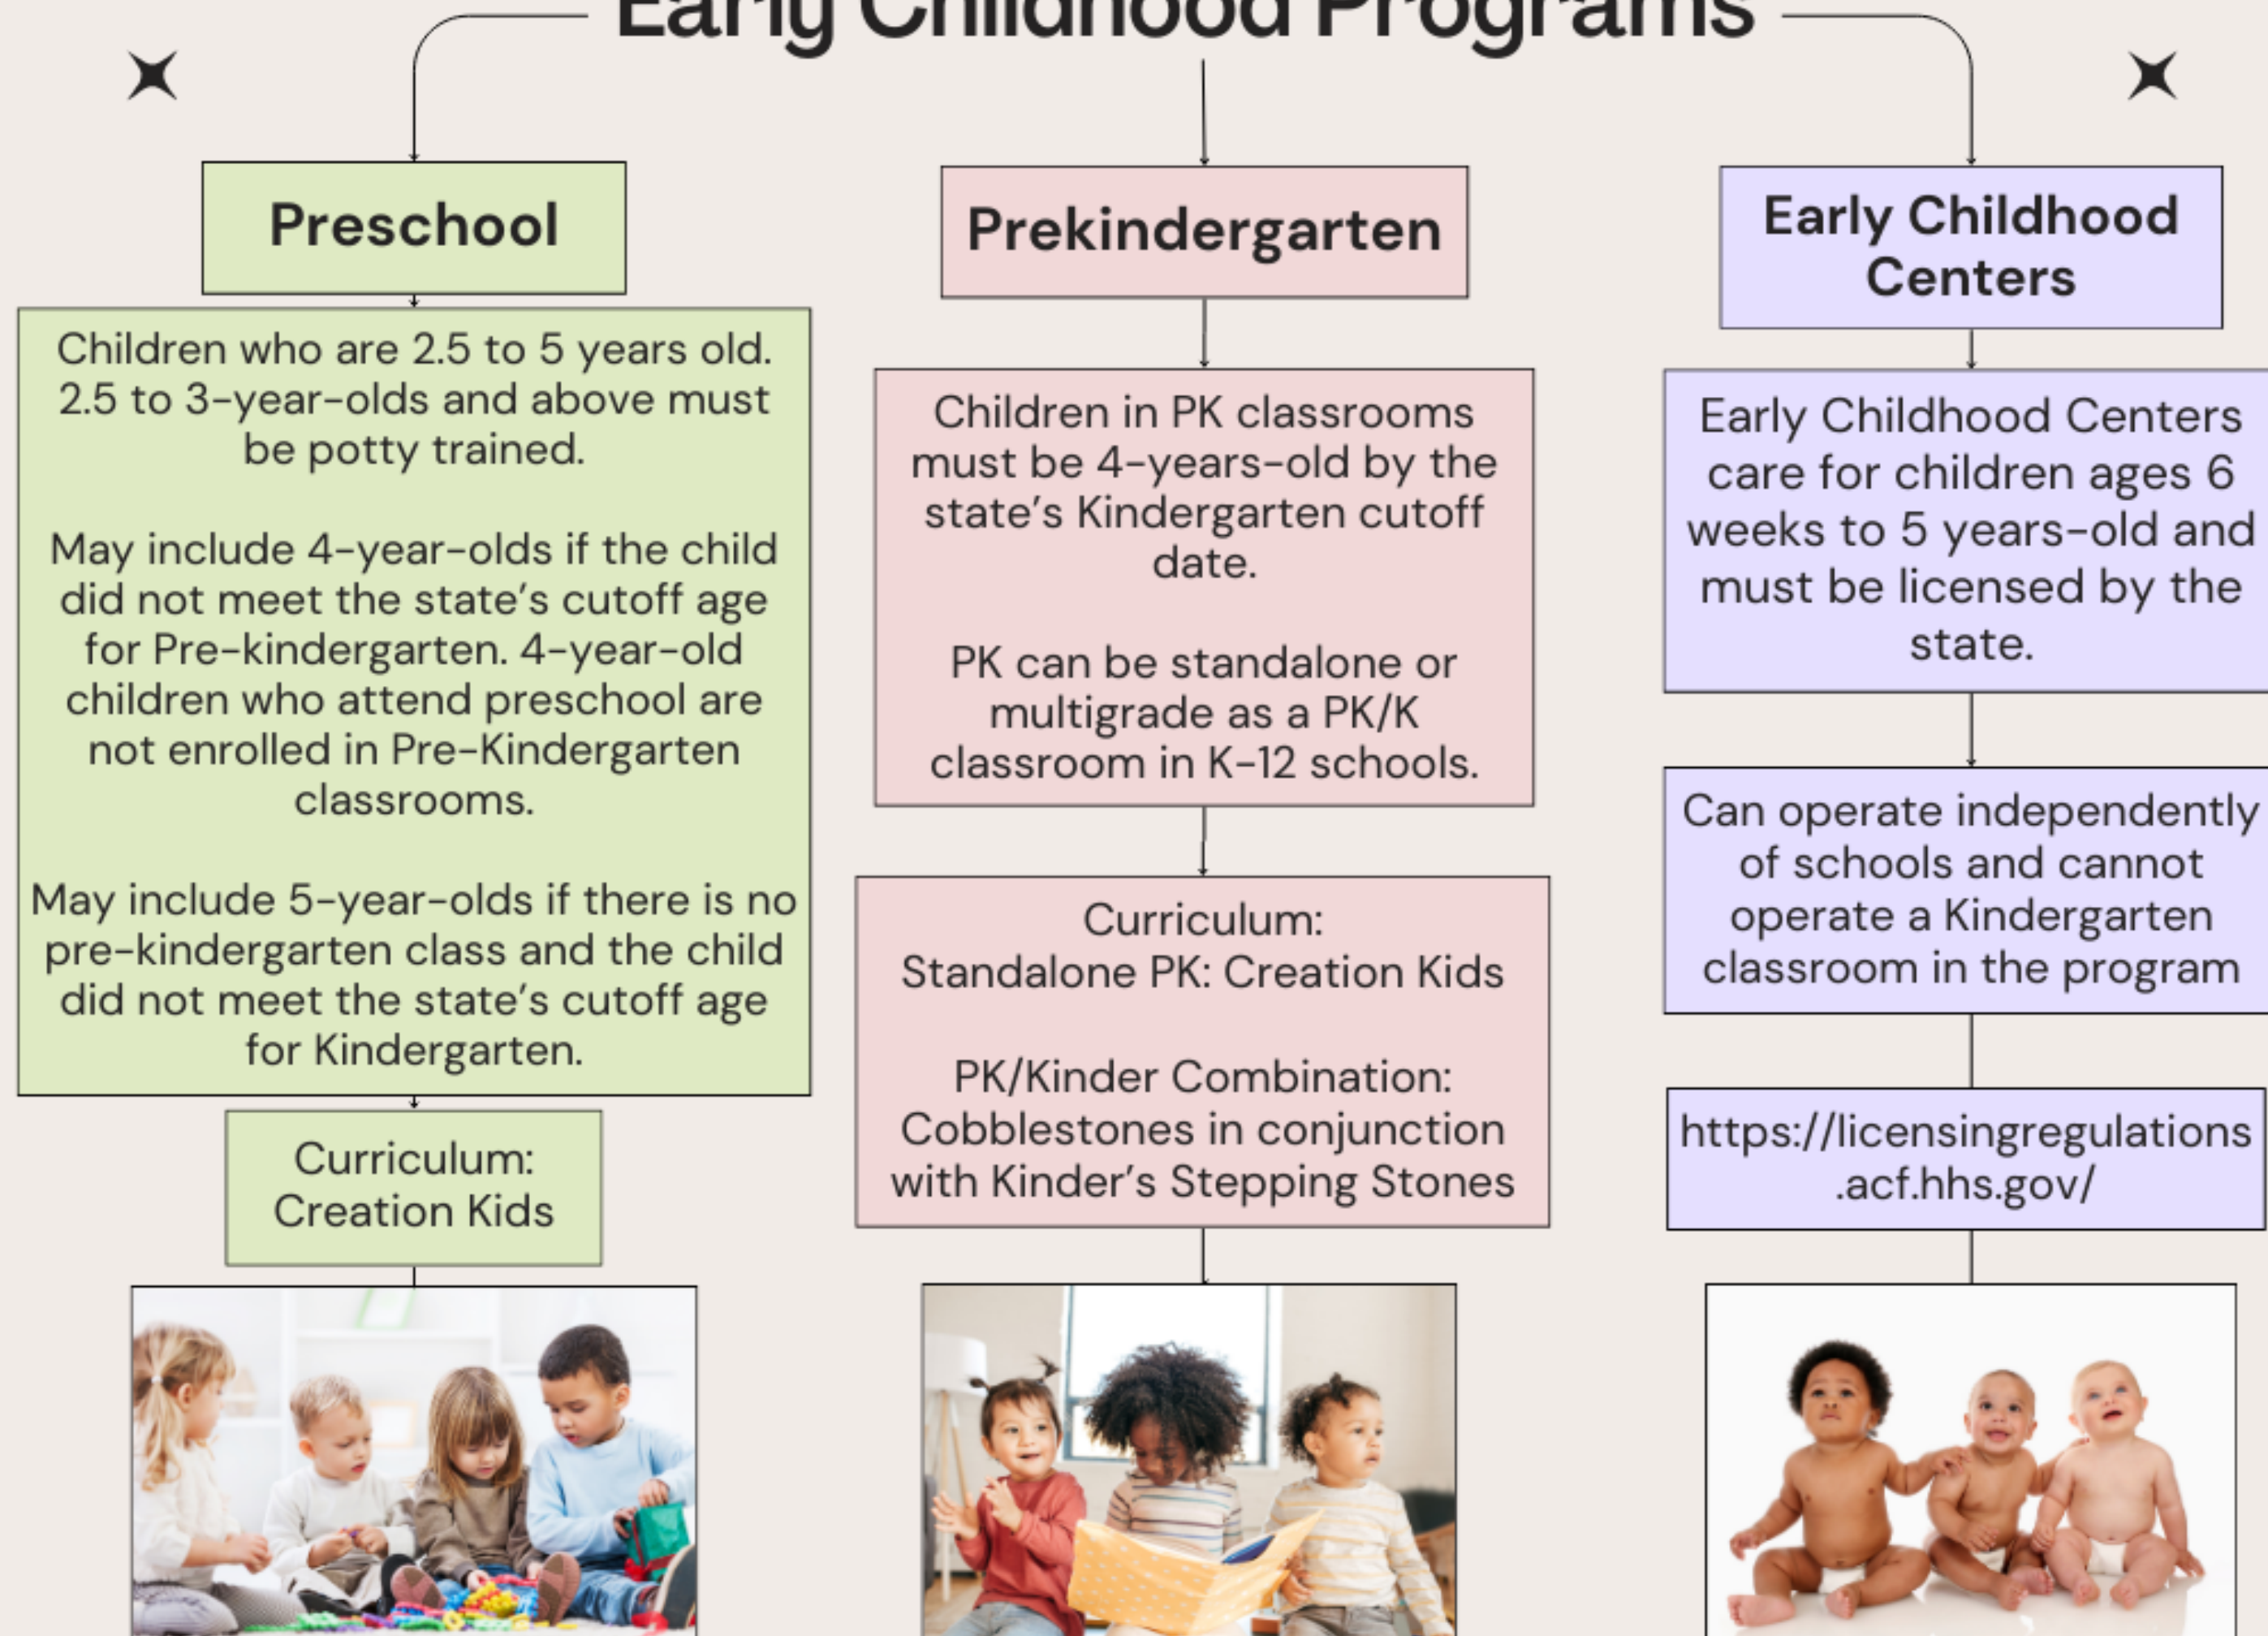 Early Childhood Programs
Preschool
Children who are 2.5 to 5 years old.
2.5 to 3-year-olds and above must
be potty trained.
May include 4-year-olds if the child
did not meet the state’s cutoff age
for Pre-kindergarten. 4-year-old
children who attend preschool are
not enrolled in Pre-Kindergarten
classrooms.
May include 5-year-olds if there is no
pre-kindergarten class and the child
did not meet the state’s cutoff age
for Kindergarten.
Curriculum:
Creation Kids
Prekindergarten
Children in PK classrooms
must be 4-years-old by the
state’s Kindergarten cutoff
date.
PK can be standalone or
multigrade as a PK/K
classroom in K-12 schools.
Curriculum:
Standalone PK: Creation Kids
PK/Kinder Combination:
Cobblestones in conjunction
with Kinder’s Stepping Stones
Early Childhood
Centers
Early Childhood Centers
care for children ages 6
weeks to 5 years-old and
must be licensed by the
state.
Can operate independently
of schools and cannot
operate a Kindergarten
classroom in the program
https://licensingregulations
.acf.hhs.gov/